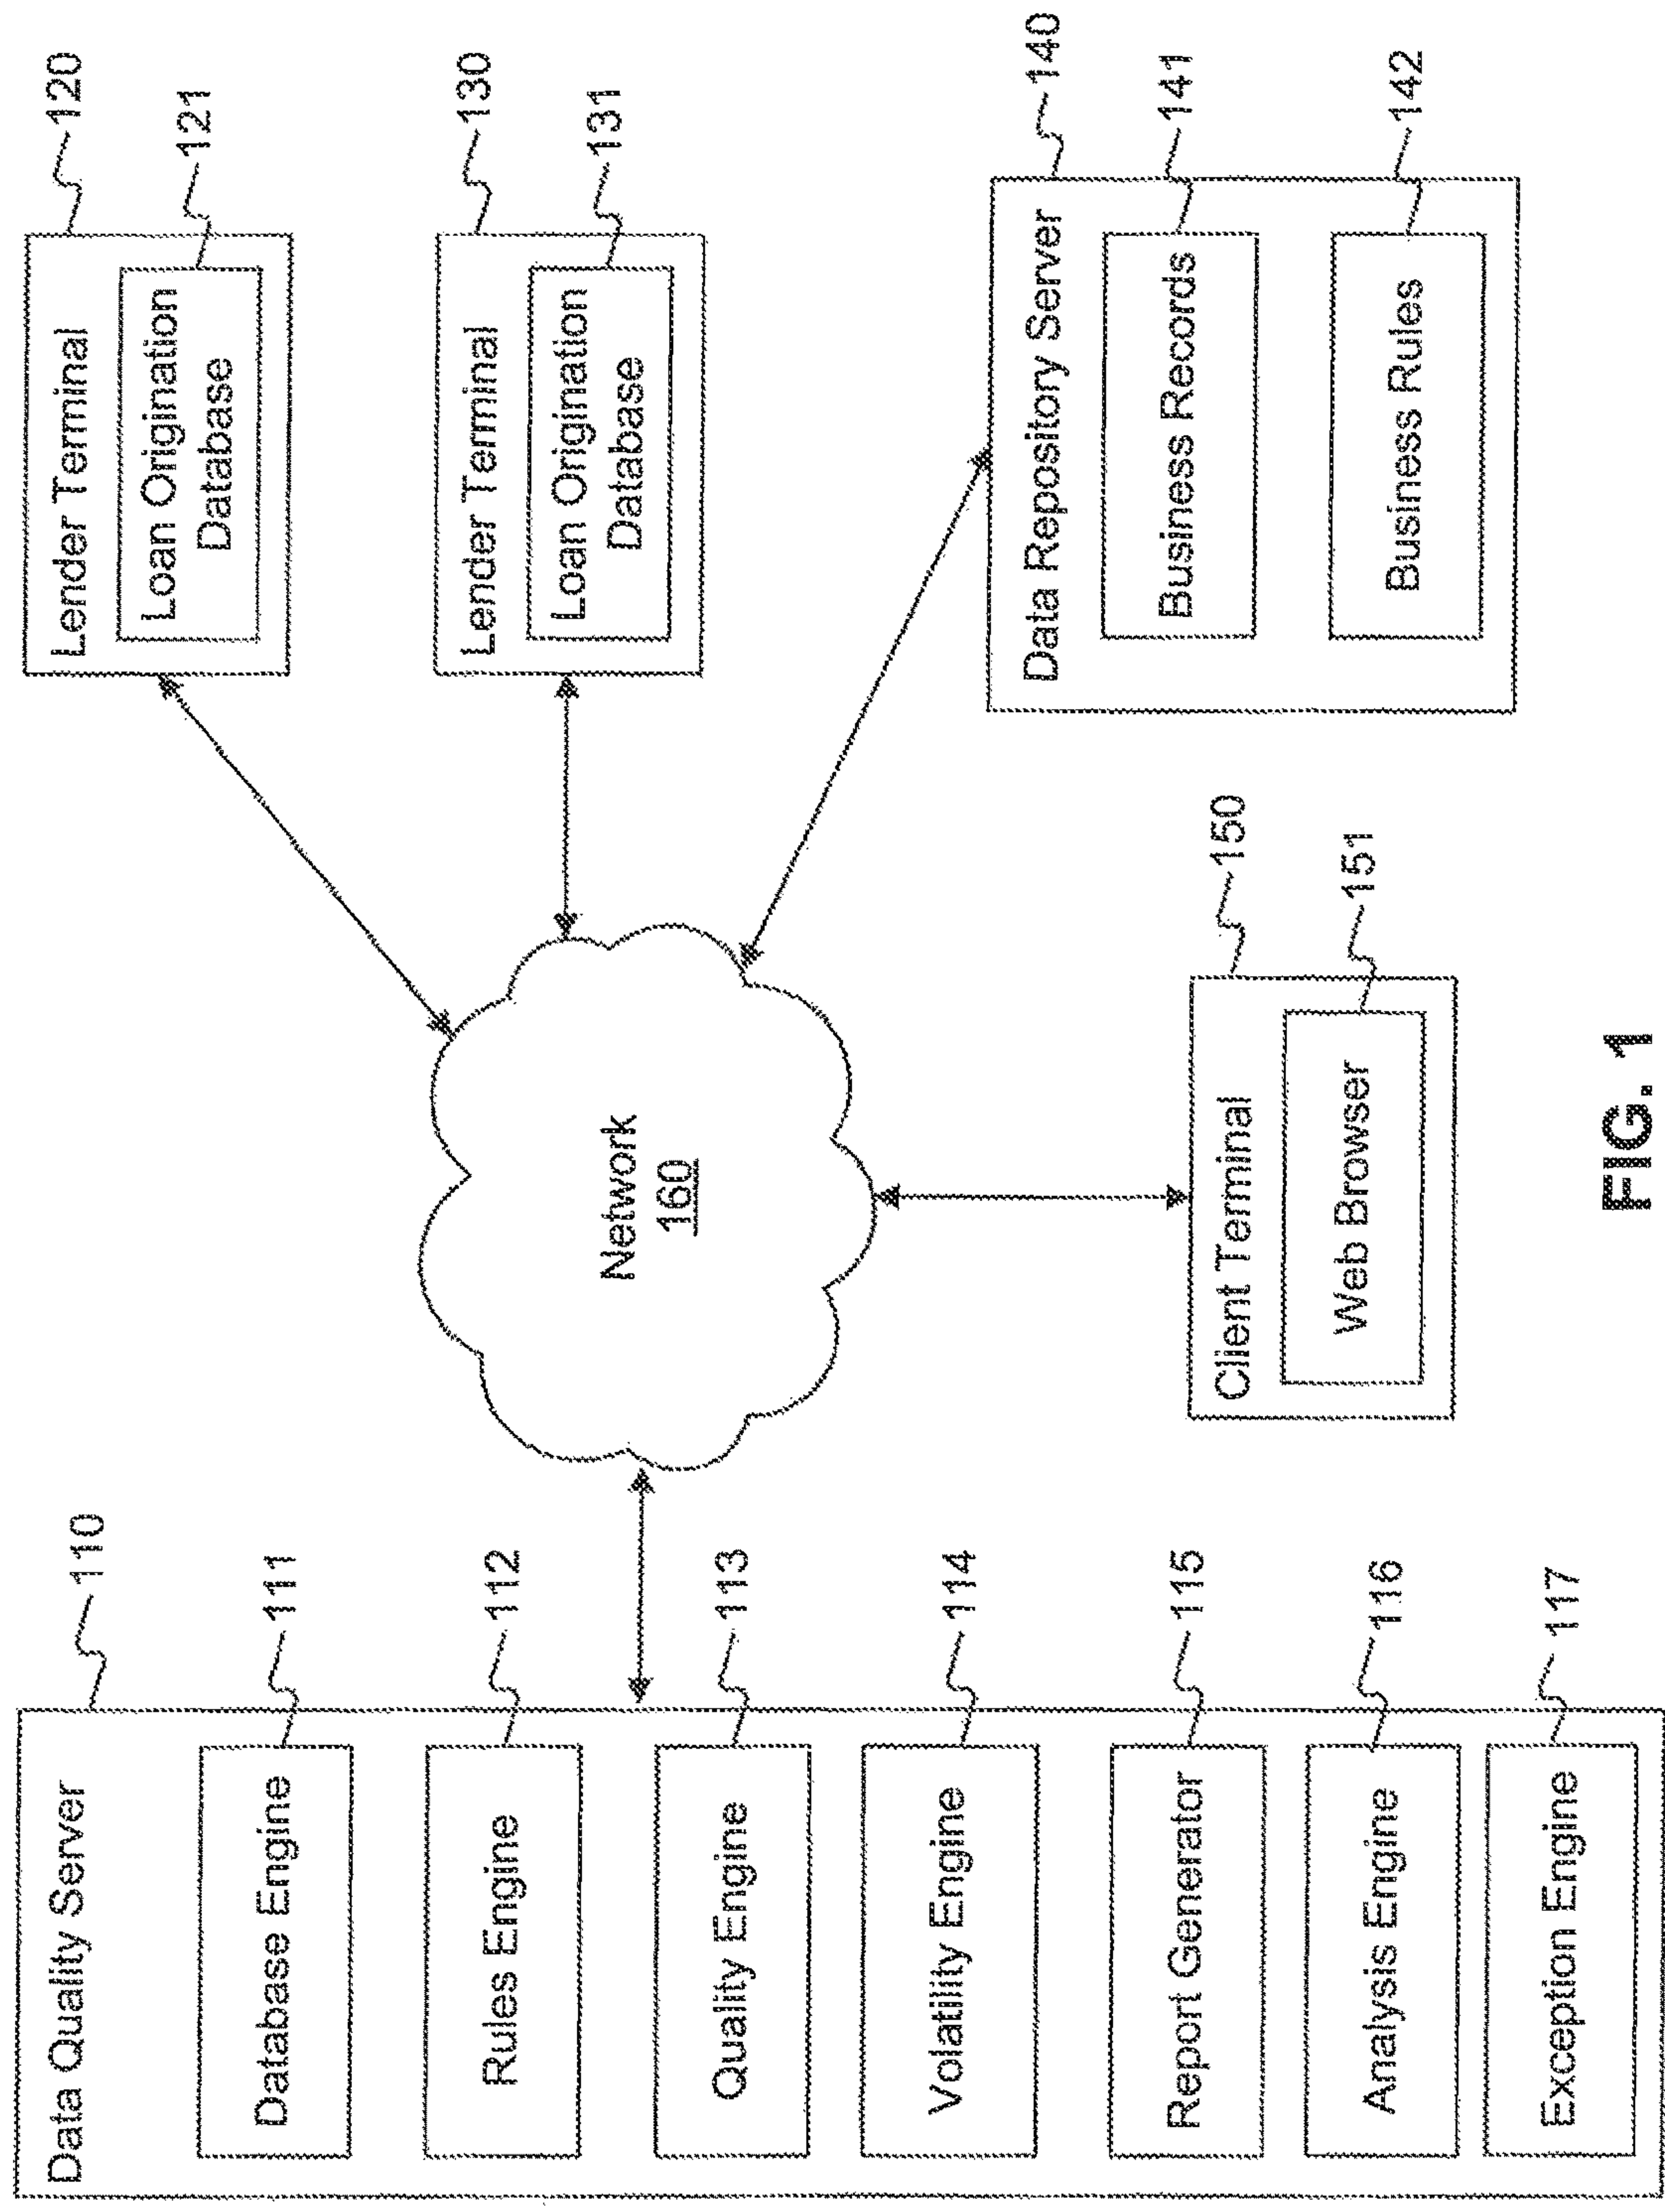 Data Quality Server
110
Database Engine
111
Rules Engine
112
Quality Engine
113
Volatility Engine
114
Report Generator
115
Analysis Engine
116
Exception Engine
117
Network
160
Lender Terminal
120
Loan Origination
Database
121
Lender Terminal
130
Loan Origination
Database
131
Data Repository Server
140
Business Records
141
Business Rules
142
Client Terminal
150
Web Browser
151
FIG. 1